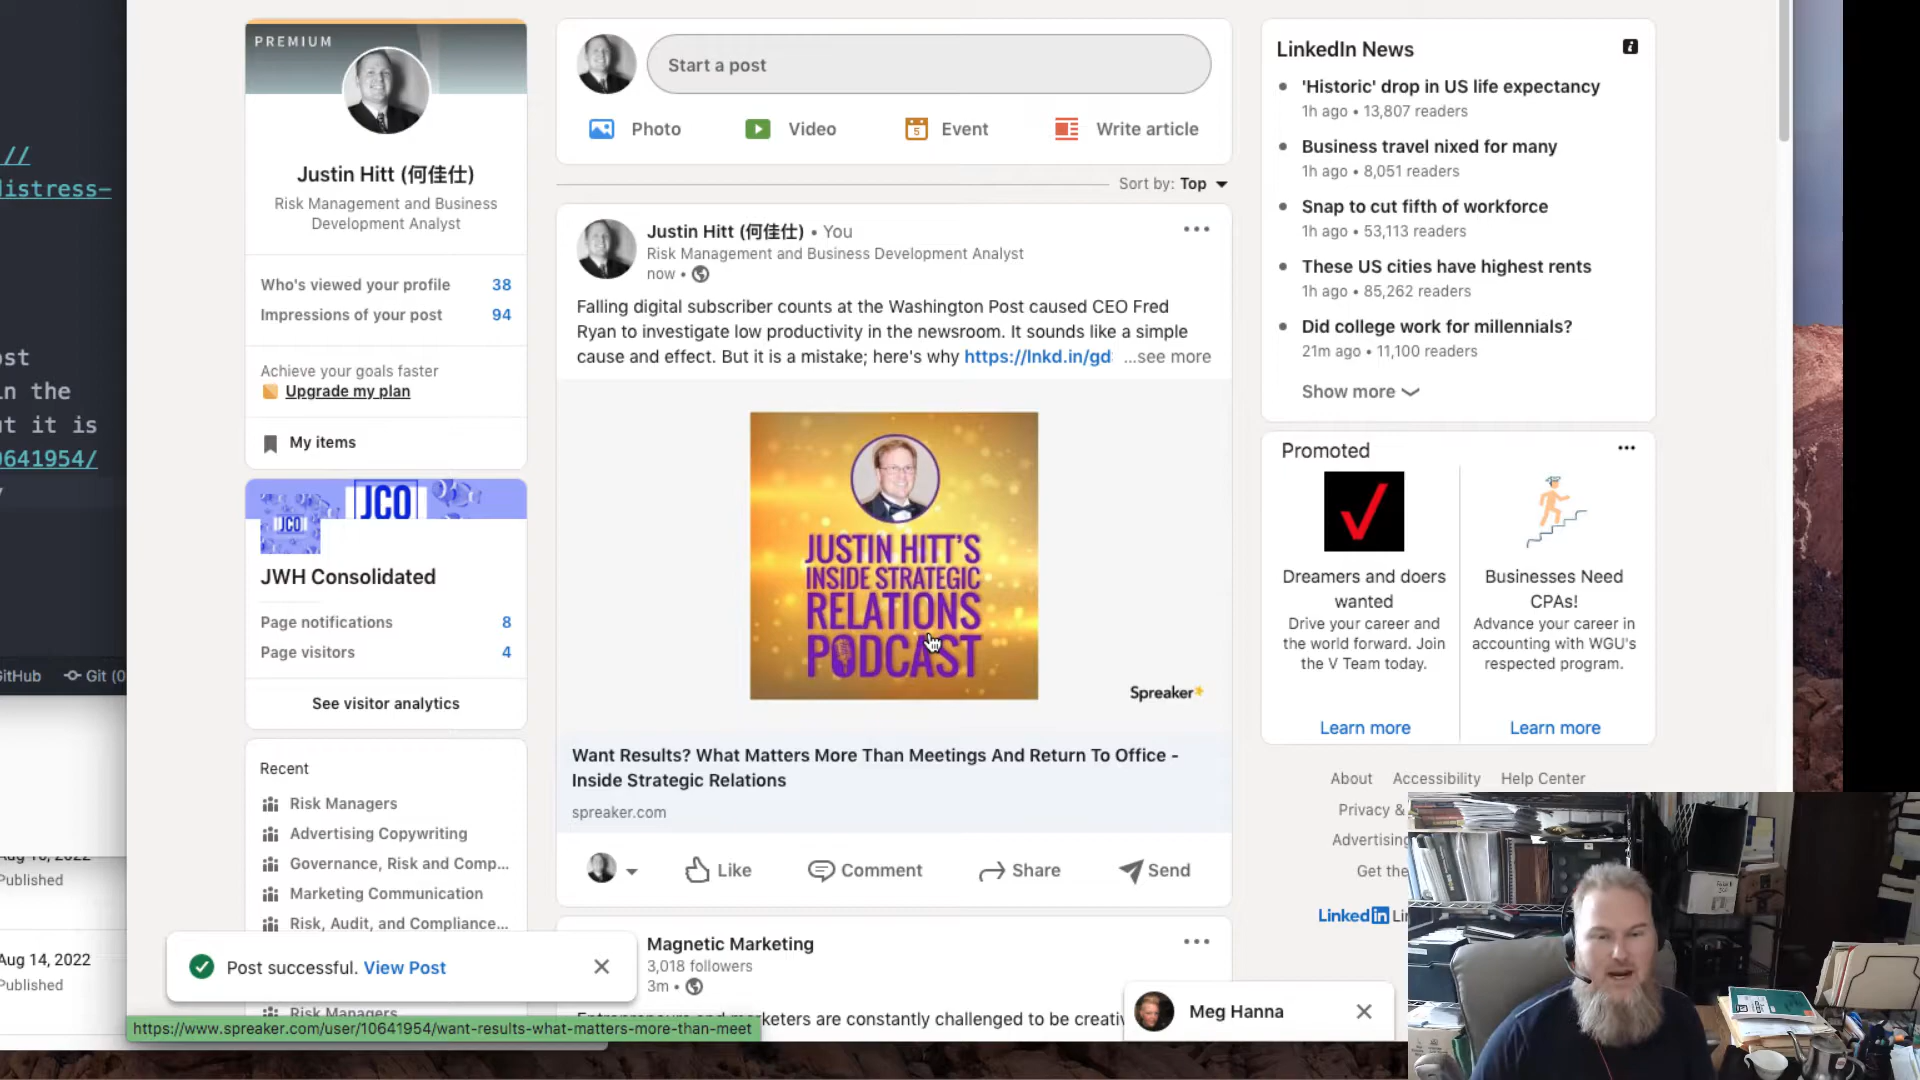 //
distress-
ost
in the
ut it is
0641954/
GitHub
Git (0
Published
Aug 14, 2022
Published
PREMIUM
Justin Hitt (何佳仕)
Risk Management and Business
Development Analyst
Who's viewed your profile 38
Impressions of your post 94
Achieve your goals faster
Upgrade my plan
My items
JCO
JCO
JWH Consolidated
Page notifications 8
Page visitors 4
See visitor analytics
Recent
Risk Managers
Advertising Copywriting
Governance, Risk and Comp...
Marketing Communication
Risk, Audit, and Compliance...
Risk Managers
Post successful. View Post
https://www.spreaker.com/user/10641954/want-results-what-matters-more-than-meet
Start a post
Photo Video Event Write article
Sort by: Top
Justin Hitt (何佳仕) • You
Risk Management and Business Development Analyst
now •
Falling digital subscriber counts at the Washington Post caused CEO Fred
Ryan to investigate low productivity in the newsroom. It sounds like a simple
cause and effect. But it is a mistake; here's why https://lnkd.in/gd ...see more
JUSTIN HITT'S
INSIDE STRATEGIC
RELATIONS
PODCAST
Spreaker
Want Results? What Matters More Than Meetings And Return To Office -
Inside Strategic Relations
spreaker.com
Like Comment Share Send
Magnetic Marketing
3,018 followers
3m •
Entrepreneurs and marketers are constantly challenged to be creati
Meg Hanna
LinkedIn News
'Historic' drop in US life expectancy
1h ago • 13,807 readers
Business travel nixed for many
1h ago • 8,051 readers
Snap to cut fifth of workforce
1h ago • 53,113 readers
These US cities have highest rents
1h ago • 85,262 readers
Did college work for millennials?
21m ago • 11,100 readers
Show more
Promoted
Dreamers and doers
wanted
Drive your career and
the world forward. Join
the V Team today.
Learn more
Businesses Need
CPAs!
Advance your career in
accounting with WGU's
respected program.
Learn more
About Accessibility Help Center
Privacy &
Advertising
Get the
LinkedIn Li